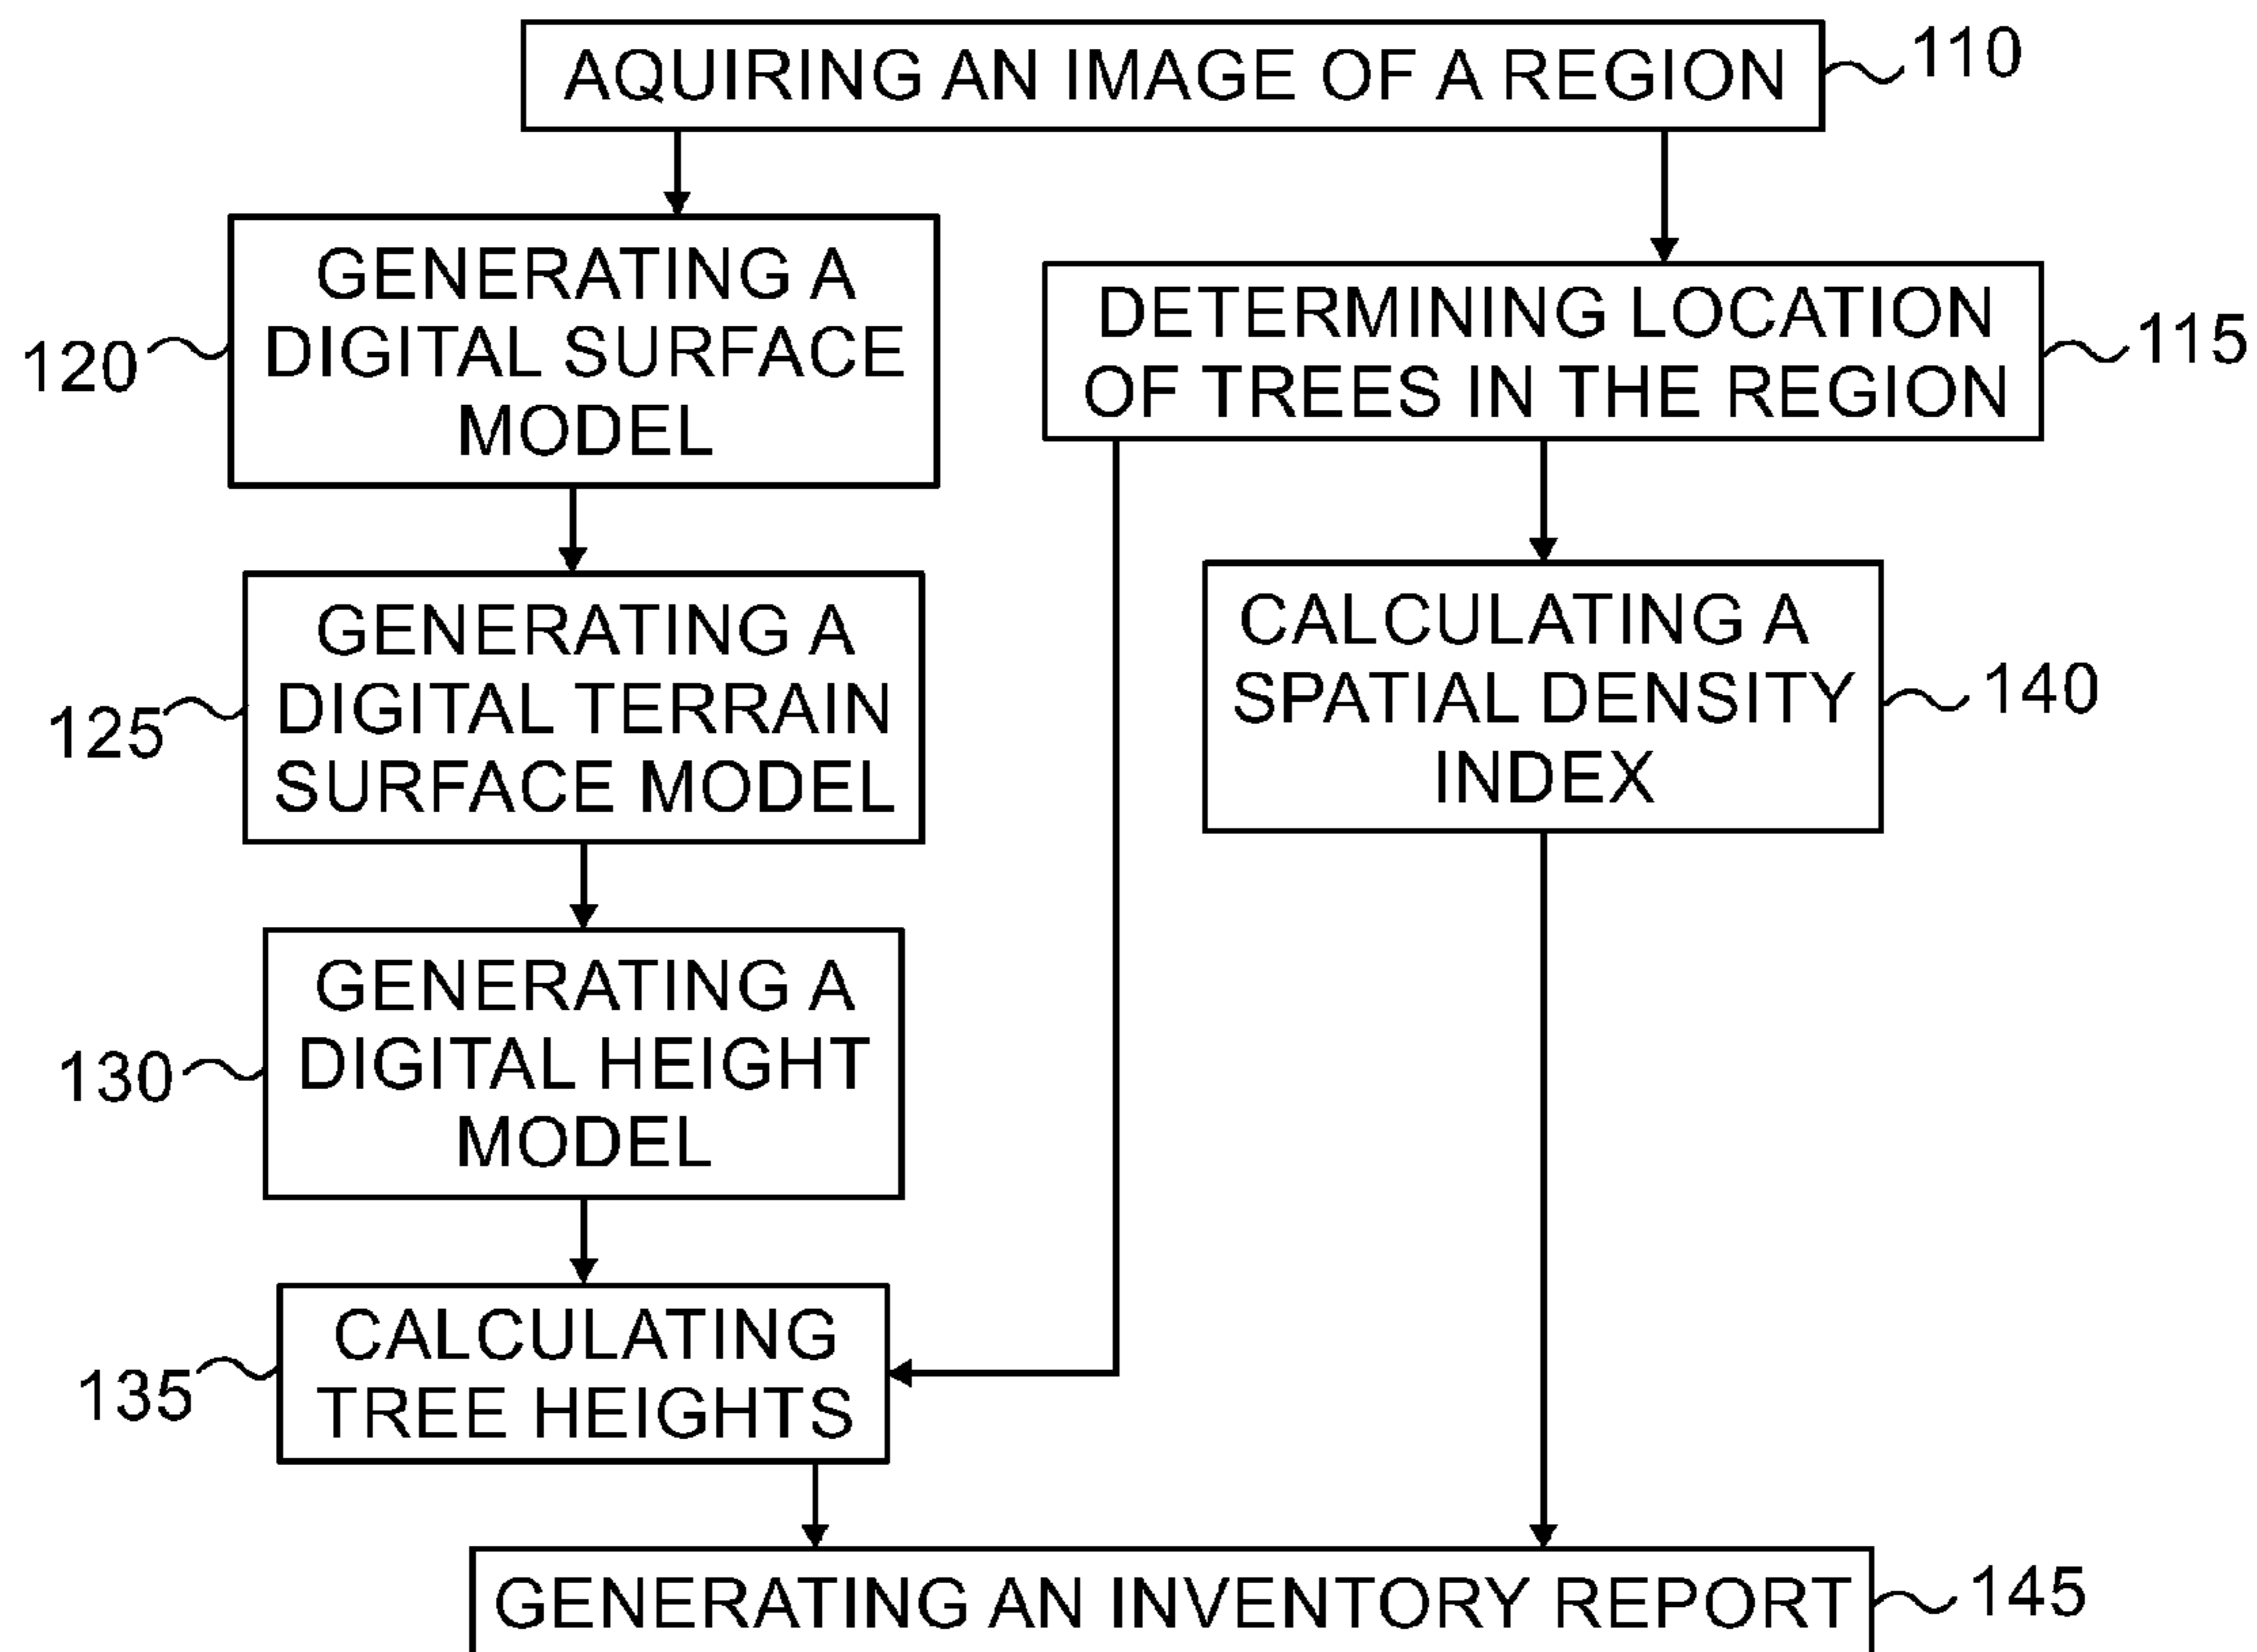 AQUIRING AN IMAGE OF A REGION
110
GENERATING A
DIGITAL SURFACE
MODEL
120
DETERMINING LOCATION
OF TREES IN THE REGION
115
GENERATING A
DIGITAL TERRAIN
SURFACE MODEL
125
CALCULATING A
SPATIAL DENSITY
INDEX
140
GENERATING A
DIGITAL HEIGHT
MODEL
130
CALCULATING
TREE HEIGHTS
135
GENERATING AN INVENTORY REPORT
145